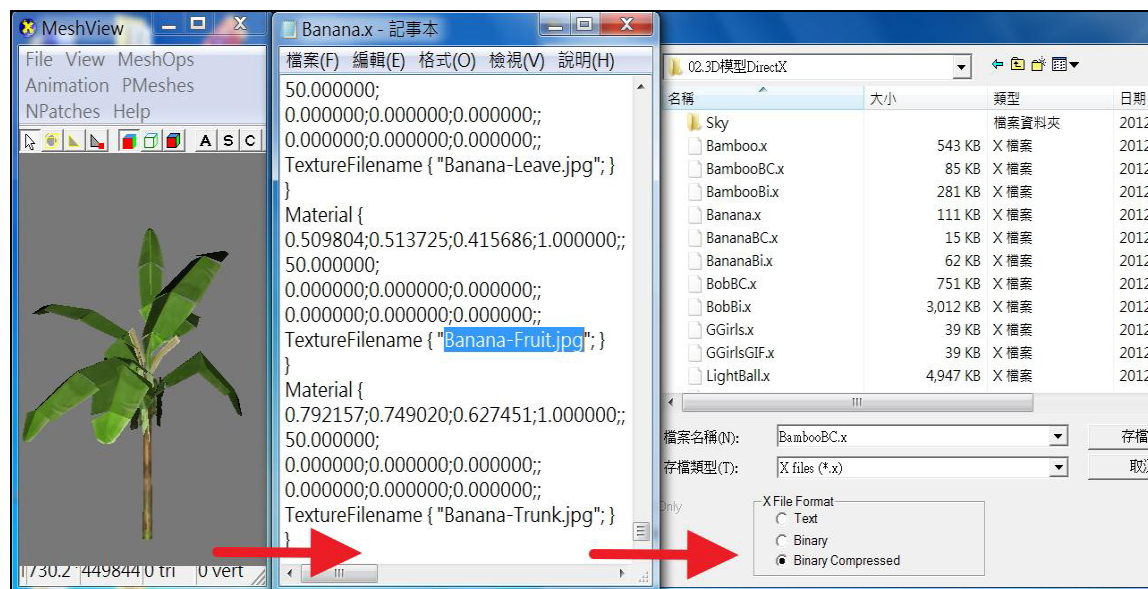 MeshView
File View MeshOps
Animation PMeshes
NPatches Help
A S C
730.2 449844 0 tri 0 vert
Banana.x - 記事本
檔案(F) 編輯(E) 格式(O) 檢視(V) 說明(H)
50.000000;
0.000000;0.000000;0.000000;;
0.000000;0.000000;0.000000;;
TextureFilename { "Banana-Leave.jpg"; }
}
Material {
0.509804;0.513725;0.415686;1.000000;;
50.000000;
0.000000;0.000000;0.000000;;
0.000000;0.000000;0.000000;;
TextureFilename { "Banana-Fruit.jpg"; }
}
Material {
0.792157;0.749020;0.627451;1.000000;;
50.000000;
0.000000;0.000000;0.000000;;
0.000000;0.000000;0.000000;;
TextureFilename { "Banana-Trunk.jpg"; }
}
02.3D模型DirectX
名稱 大小 類型 日期
Sky 檔案資料夾 2012
Bamboo.x 543 KB X 檔案 2012
BambooBC.x 85 KB X 檔案 2012
BambooBi.x 281 KB X 檔案 2012
Banana.x 111 KB X 檔案 2012
BananaBC.x 15 KB X 檔案 2012
BananaBi.x 62 KB X 檔案 2012
BobBC.x 751 KB X 檔案 2012
BobBi.x 3,012 KB X 檔案 2012
GGirls.x 39 KB X 檔案 2012
GGirlsGIF.x 39 KB X 檔案 2012
LightBall.x 4,947 KB X 檔案 2012
檔案名稱(N): BambooBC.x 存檔
存檔類型(T): X files (*.x) 取
Only
X File Format
Text
Binary
Binary Compressed